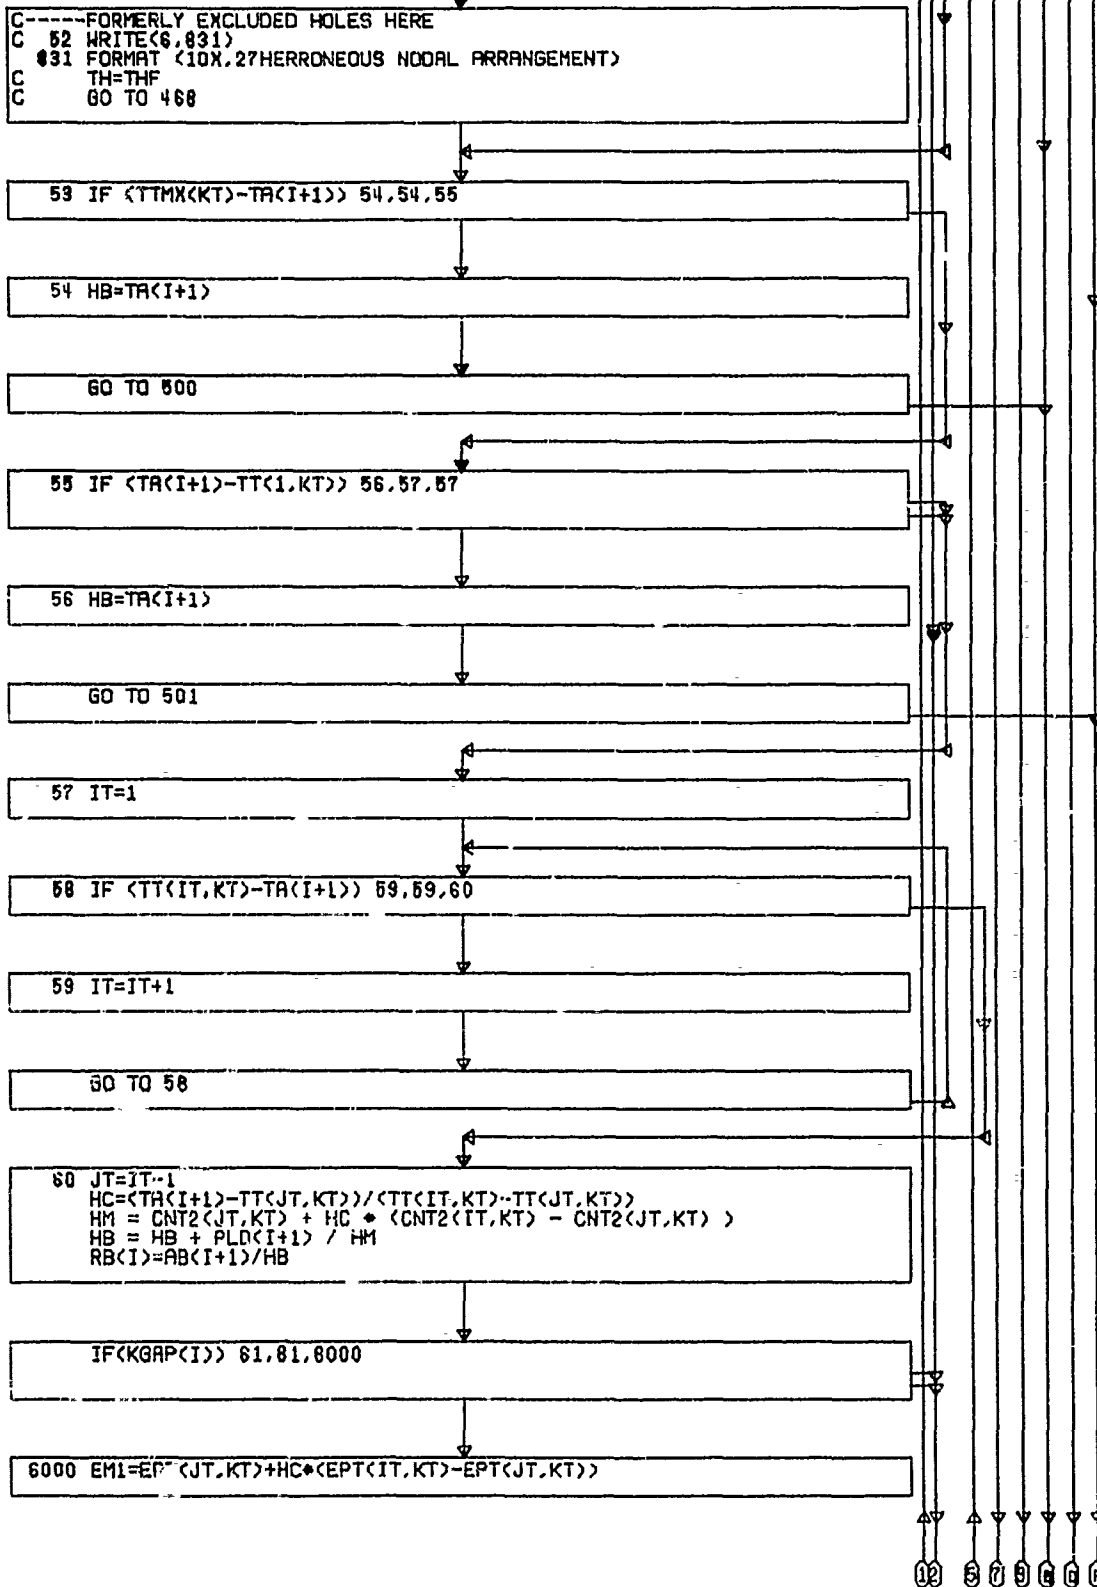 C-----FORMERLY EXCLUDED HOLES HERE
C 52 WRITE(6,831)
831 FORMAT (10X,27HERRONEOUS NODAL ARRANGEMENT)
C TH=THF
C GO TO 468
53 IF (TTMX(KT)-TA(I+1)) 54,54,55
54 HB=TA(I+1)
GO TO 500
55 IF (TA(I+1)-TT(1,KT)) 56,57,57
56 HB=TA(I+1)
GO TO 501
57 IT=1
58 IF (TT(IT,KT)-TA(I+1)) 59,59,60
59 IT=IT+1
GO TO 58
60 JT=IT-1
HC=(TA(I+1)-TT(JT,KT))/(TT(IT,KT)-TT(JT,KT))
HM = CNT2(JT,KT) + HC * (CNT2(IT,KT) - CNT2(JT,KT) )
HB = HB + PLD(I+1) / HM
RB(I)=AB(I+1)/HB
IF(KGAP(I)) 61,61,6000
6000 EM1=EPT(JT,KT)+HC*(EPT(IT,KT)-EPT(JT,KT))
1 2 5 7 9 B D F